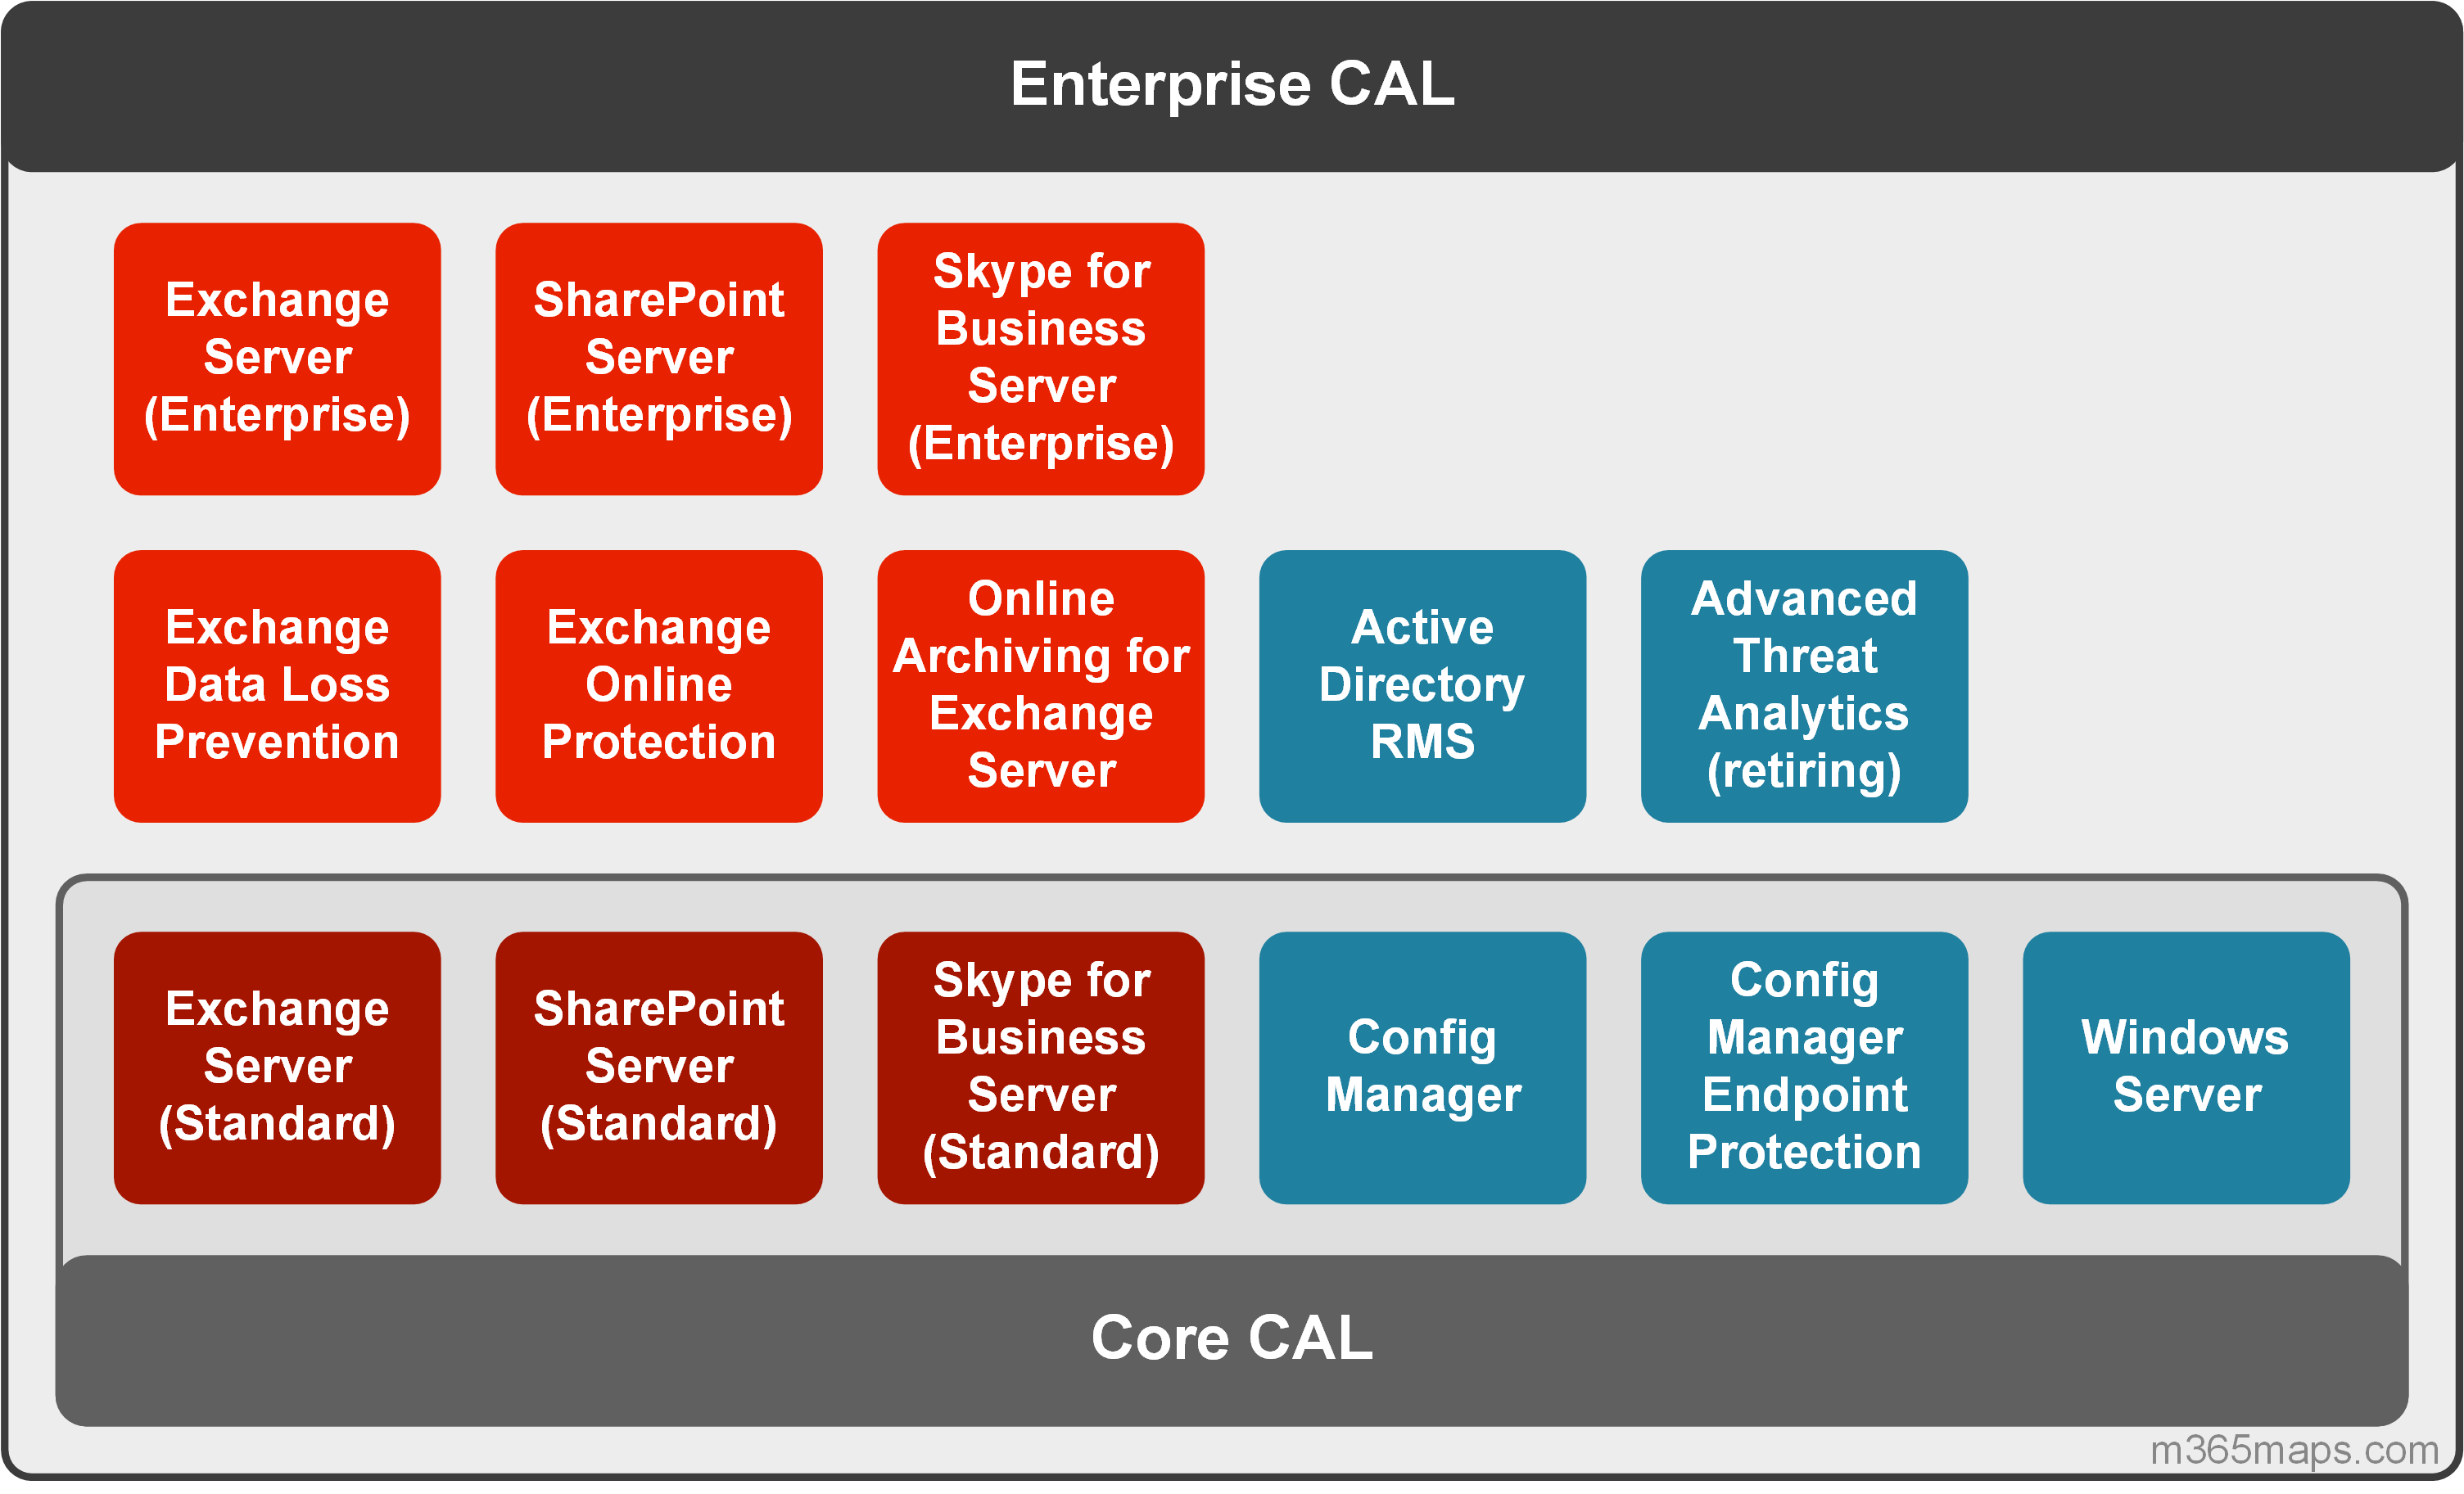 Enterprise CAL
Exchange
Server
(Enterprise)
SharePoint
Server
(Enterprise)
Skype for
Business
Server
(Enterprise)
Exchange
Data Loss
Prevention
Exchange
Online
Protection
Online
Archiving for
Exchange
Server
Active
Directory
RMS
Advanced
Threat
Analytics
(retiring)
Exchange
Server
(Standard)
SharePoint
Server
(Standard)
Skype for
Business
Server
(Standard)
Config
Manager
Config
Manager
Endpoint
Protection
Windows
Server
Core CAL
m365maps.com